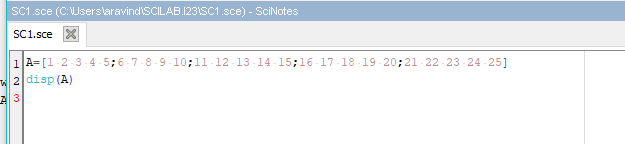 SC1.sce (C:\Users\aravind\SCILAB.I23\SC1.sce) - SciNotes
SC1.sce
1 A=[1 2 3 4 5;6 7 8 9 10;11 12 13 14 15;16 17 18 19 20;21 22 23 24 25]
2 disp(A)
3